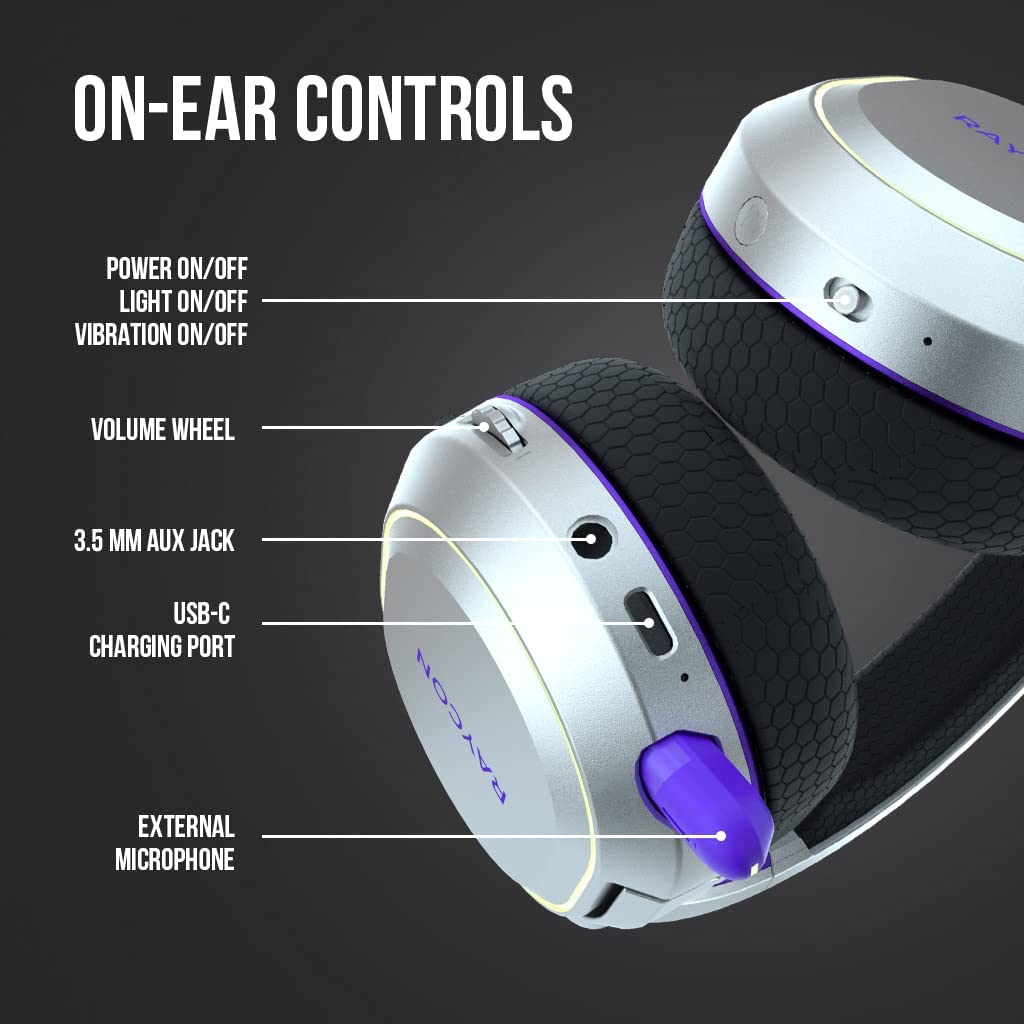 ON-EAR CONTROLS
POWER ON/OFF
LIGHT ON/OFF
VIBRATION ON/OFF
VOLUME WHEEL
3.5 MM AUX JACK
USB-C
CHARGING PORT
EXTERNAL
MICROPHONE
RAY
RAYCON